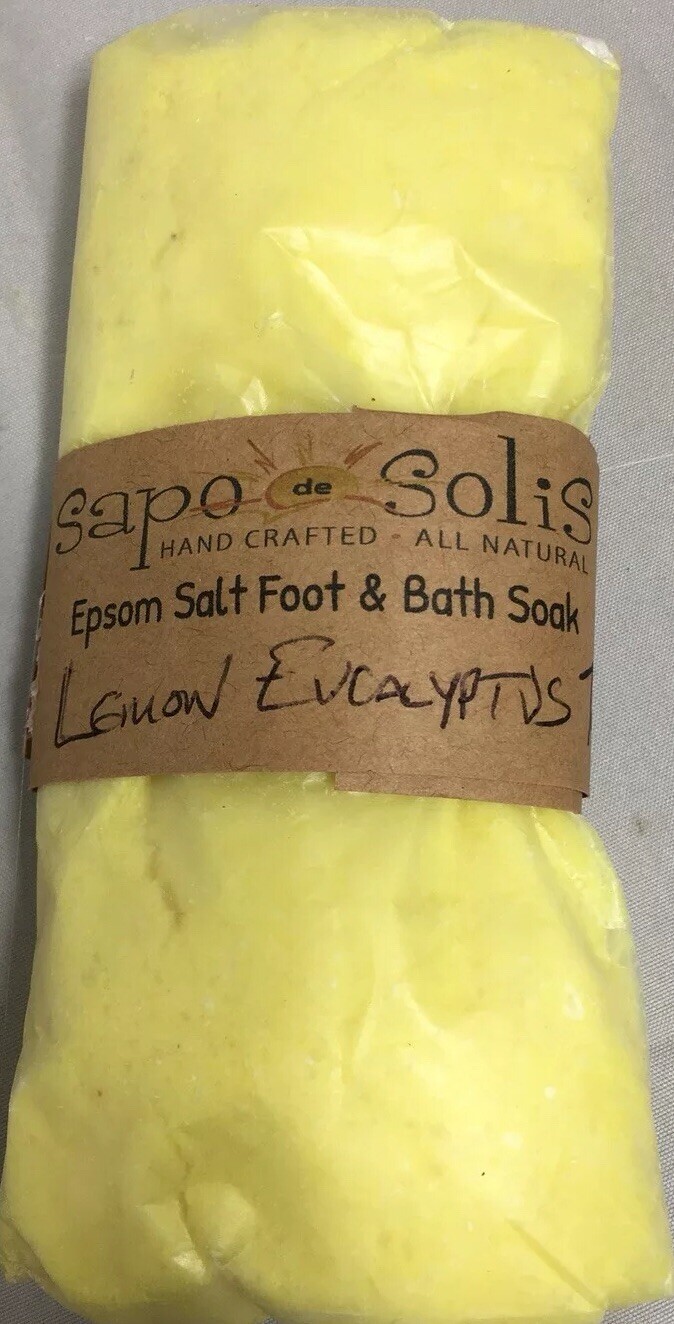 sapo de Solis
HAND CRAFTED - ALL NATURAL
Epsom Salt Foot & Bath Soak
LEMON EUCALYPTUS